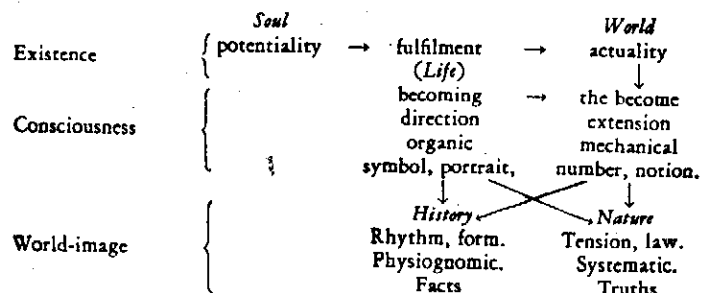 Soul World
Existence { potentiality → fulfilment → actuality
(Life)
becoming → the become
Consciousness { direction extension
organic mechanical
symbol, portrait, number, notion.
History Nature
Rhythm, form. Tension, law.
World-image { Physiognomic. Systematic.
Facts Truths